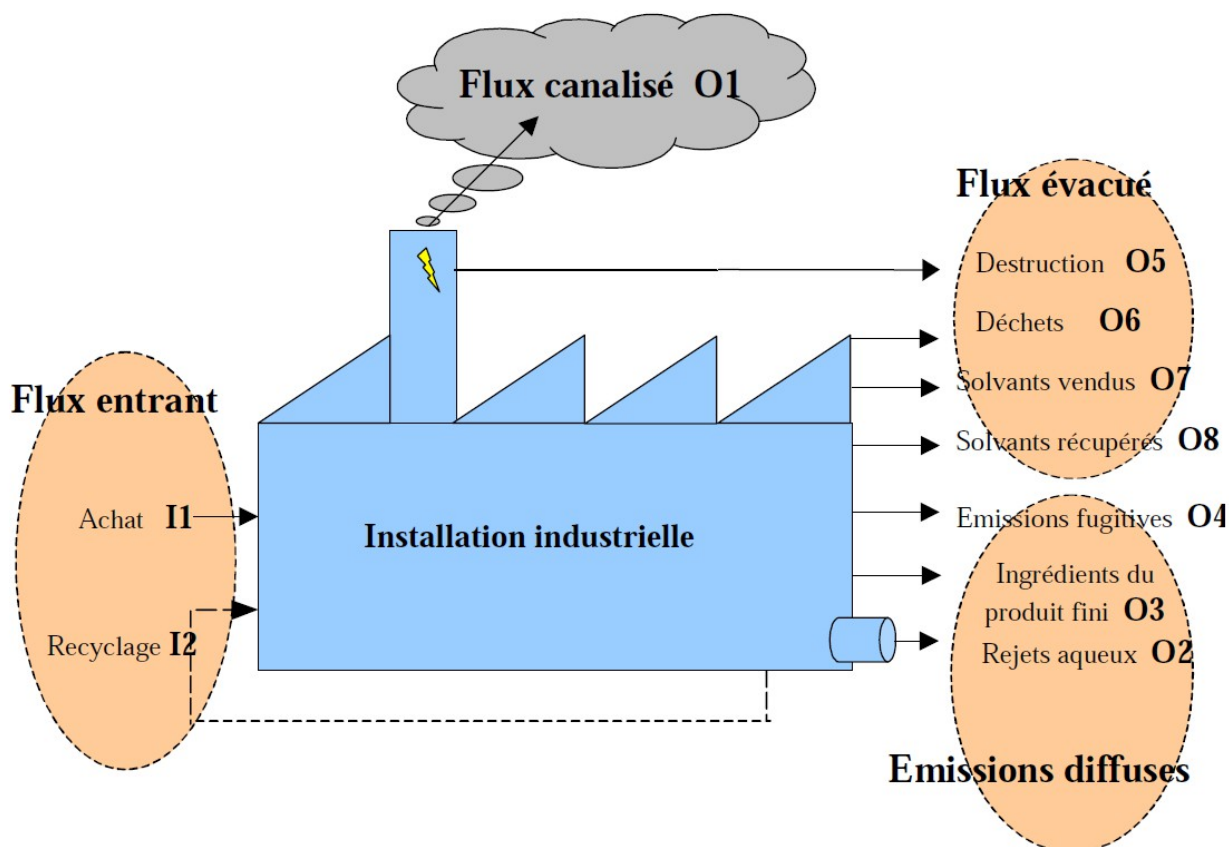 Flux canalisé O1
Flux évacué
Destruction O5
Déchets O6
Solvants vendus O7
Solvants récupérés O8
Flux entrant
Achat I1
Recyclage I2
Installation industrielle
Emissions fugitives O4
Ingrédients du
produit fini O3
Rejets aqueux O2
Emissions diffuses